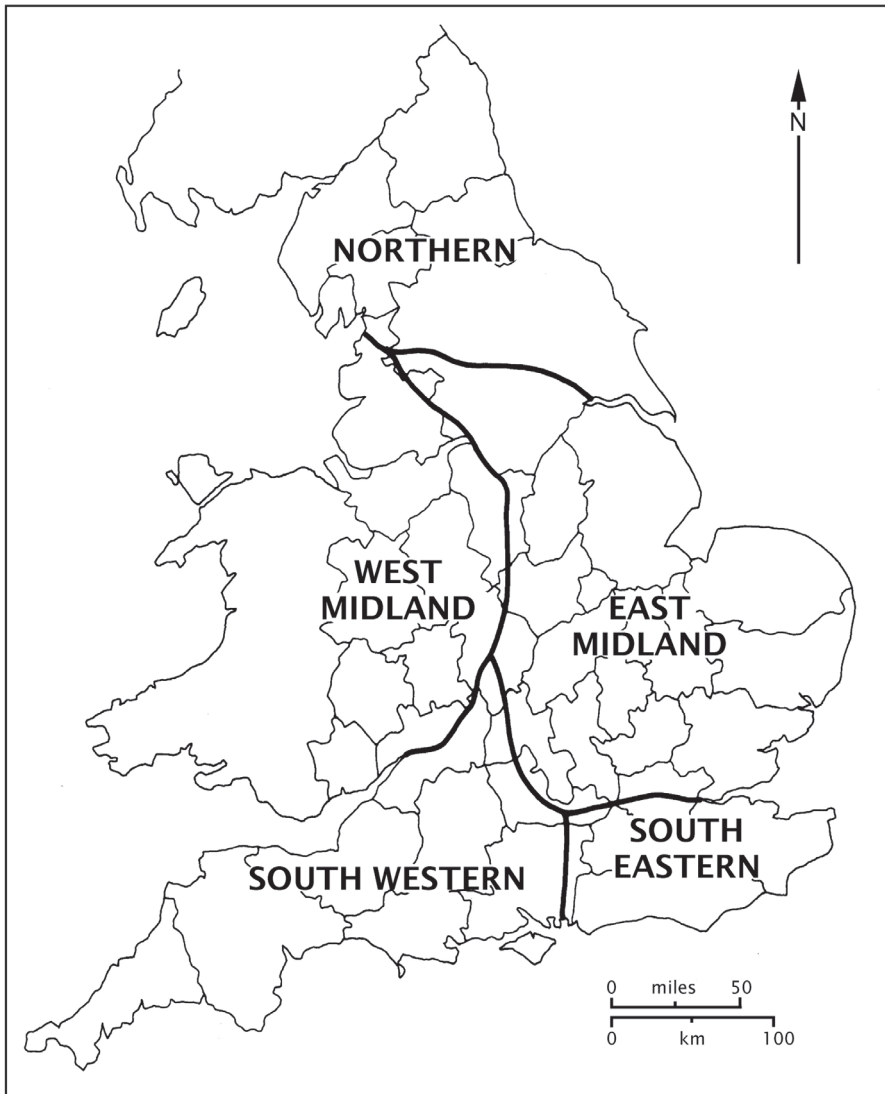 N
NORTHERN
WEST
MIDLAND
EAST
MIDLAND
SOUTH
EASTERN
SOUTH WESTERN
0 miles 50
0 km 100